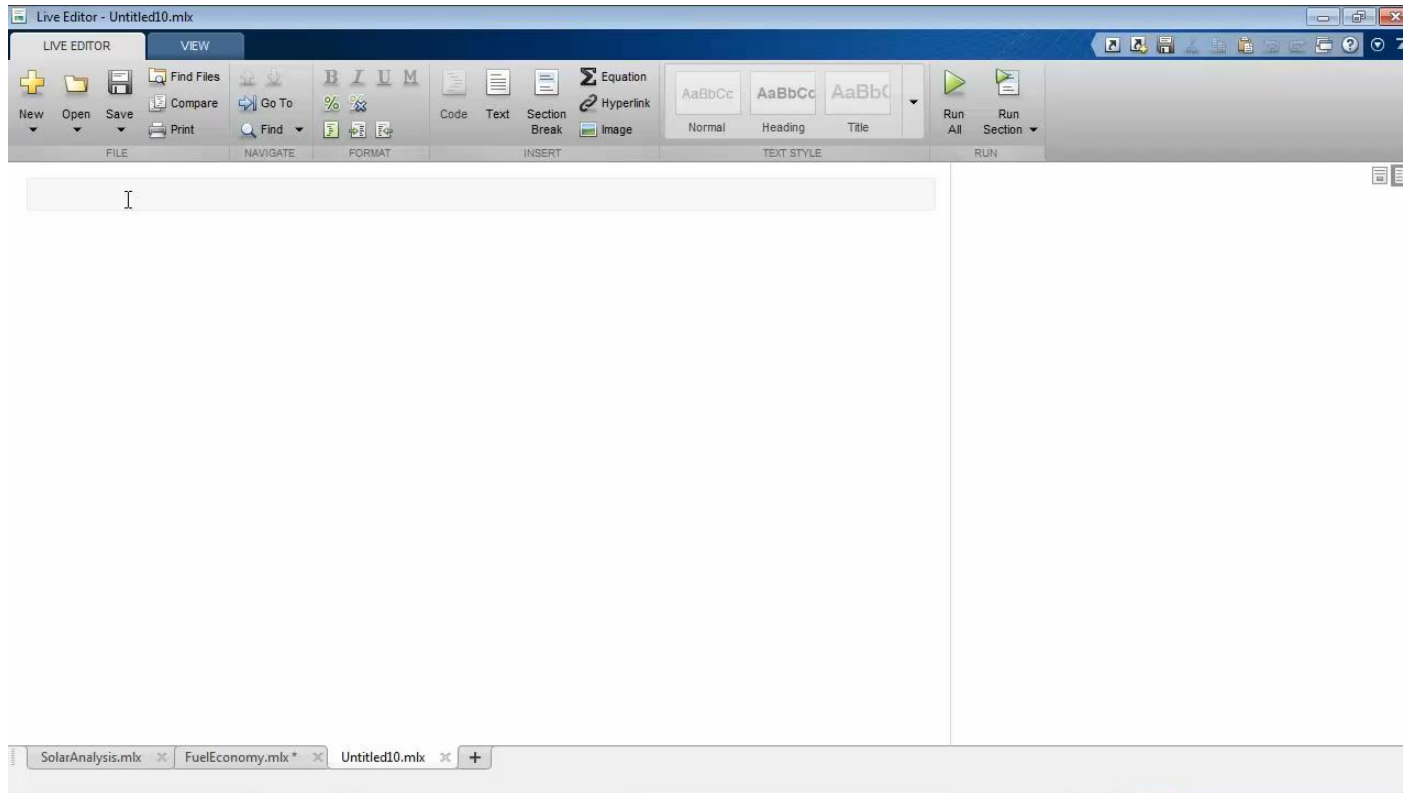 Live Editor - Untitled10.mlx
LIVE EDITOR VIEW
New Open Save Find Files Compare Print
FILE
Go To Find
NAVIGATE
B I U M
FORMAT
Code Text Section Break Equation Hyperlink Image
INSERT
AaBbCc AaBbCc AaBbC
Normal Heading Title
TEXT STYLE
Run All Run Section
RUN
SolarAnalysis.mlx FuelEconomy.mlx* Untitled10.mlx +